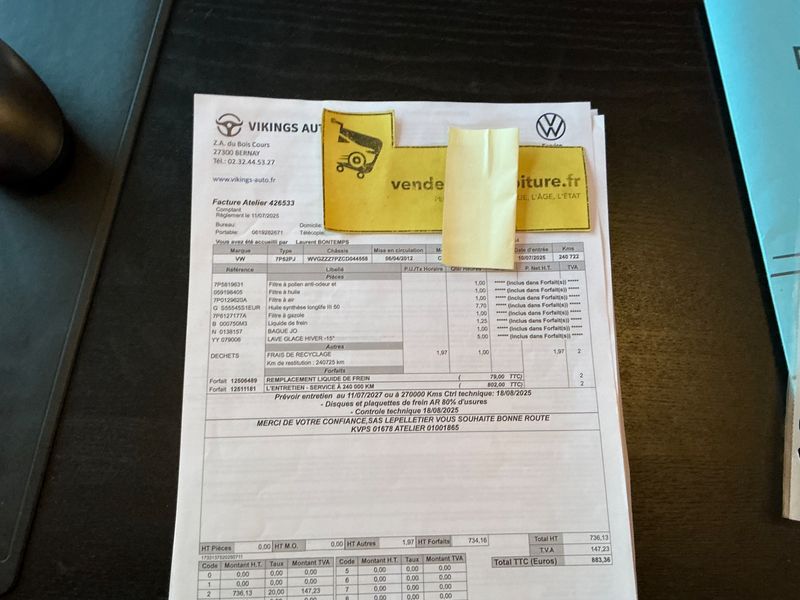 VIKINGS AUT
Z.A. du Bois Cours
27300 BERNAY
Tél.: 02.32.44.53.27
www.vikings-auto.fr
vende oiture.fr
UE, L'ÂGE, L'ÉTAT
Facture Atelier 426533
Comptant
Règlement le 11/07/2025
Bureau: Domicile:
Portable: 0619282671 Télécopie:
Vous avez été accueilli par Laurent BONTEMPS
Marque Type Châssis Mise en circulation Date d'entrée Kms
VW 7P52PJ WVGZZZ7PZCD044558 06/04/2012 10/07/2025 240 722
Référence Libellé P.U./Tx Horaire Qté/ Heures P. Net H.T. TVA
Pièces
7P5819631 Filtre à pollen anti-odeur et 1,00 ***** (Inclus dans Forfait(s)) *****
059198405 Filtre à huile 1,00 ***** (Inclus dans Forfait(s)) *****
7P0129620A Filtre à air 1,00 ***** (Inclus dans Forfait(s)) *****
G S55545S1EUR Huile synthèse longlife III 50 7,70 ***** (Inclus dans Forfait(s)) *****
7P6127177A Filtre à gazole 1,00 ***** (Inclus dans Forfait(s)) *****
B 000750M3 Liquide de frein 1,25 ***** (Inclus dans Forfait(s)) *****
N 0138157 BAGUE JO 1,00 ***** (Inclus dans Forfait(s)) *****
YY 079006 LAVE GLACE HIVER -15° 5,00 ***** (Inclus dans Forfait(s)) *****
Autres
DECHETS FRAIS DE RECYCLAGE 1,97 1,00 1,97 2
Km de restitution : 240725 km
Forfaits
Forfait 12506489 REMPLACEMENT LIQUIDE DE FREIN ( 79,00 TTC) 2
Forfait 12511181 L'ENTRETIEN - SERVICE À 240 000 KM ( 802,00 TTC) 2
Prévoir entretien au 11/07/2027 ou à 270000 Kms Ctrl technique: 18/08/2025
- Disques et plaquettes de frein AR 80% d'usures
- Controle technique 18/08/2025
MERCI DE VOTRE CONFIANCE,SAS LEPELLETIER VOUS SOUHAITE BONNE ROUTE
KVPS 01678 ATELIER 01001865
HT Pièces 0,00 HT M.O. 0,00 HT Autres 1,97 HT Forfaits 734,16
Total HT 736,13
T.V.A 147,23
Total TTC (Euros) 883,36
Code Montant H.T. Taux Montant TVA Code Montant H.T. Taux Montant TVA
0 0,00 0,00 0,00 5 0,00 0,00 0,00
1 0,00 0,00 0,00 6 0,00 0,00 0,00
2 736,13 20,00 147,23 7 0,00 0,00 0,00